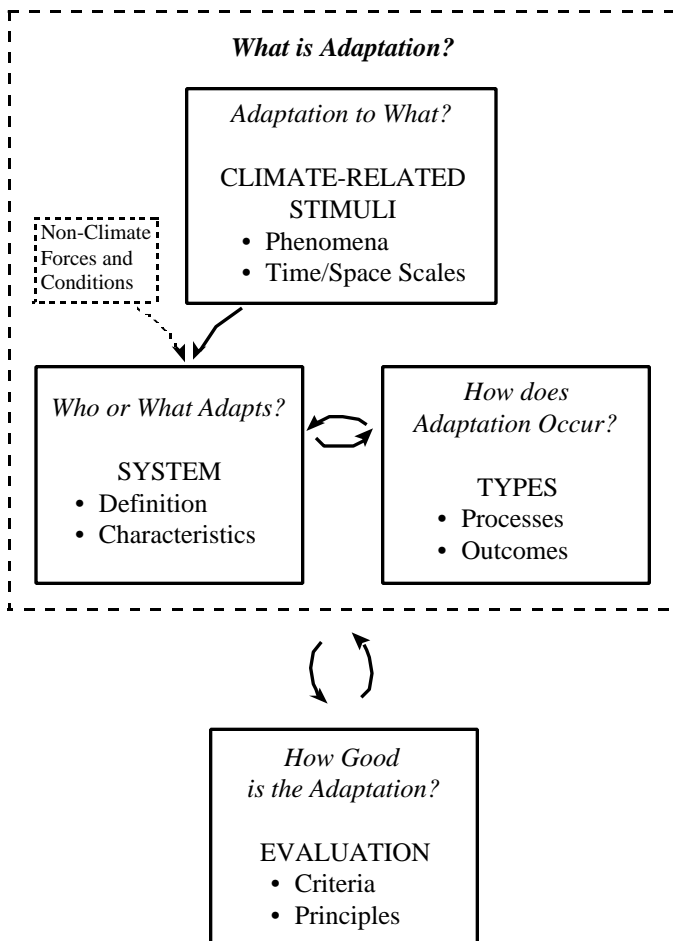 What is Adaptation?
Adaptation to What?
CLIMATE-RELATED
STIMULI
• Phenomena
• Time/Space Scales
Non-Climate
Forces and
Conditions
Who or What Adapts?
SYSTEM
• Definition
• Characteristics
How does
Adaptation Occur?
TYPES
• Processes
• Outcomes
How Good
is the Adaptation?
EVALUATION
• Criteria
• Principles